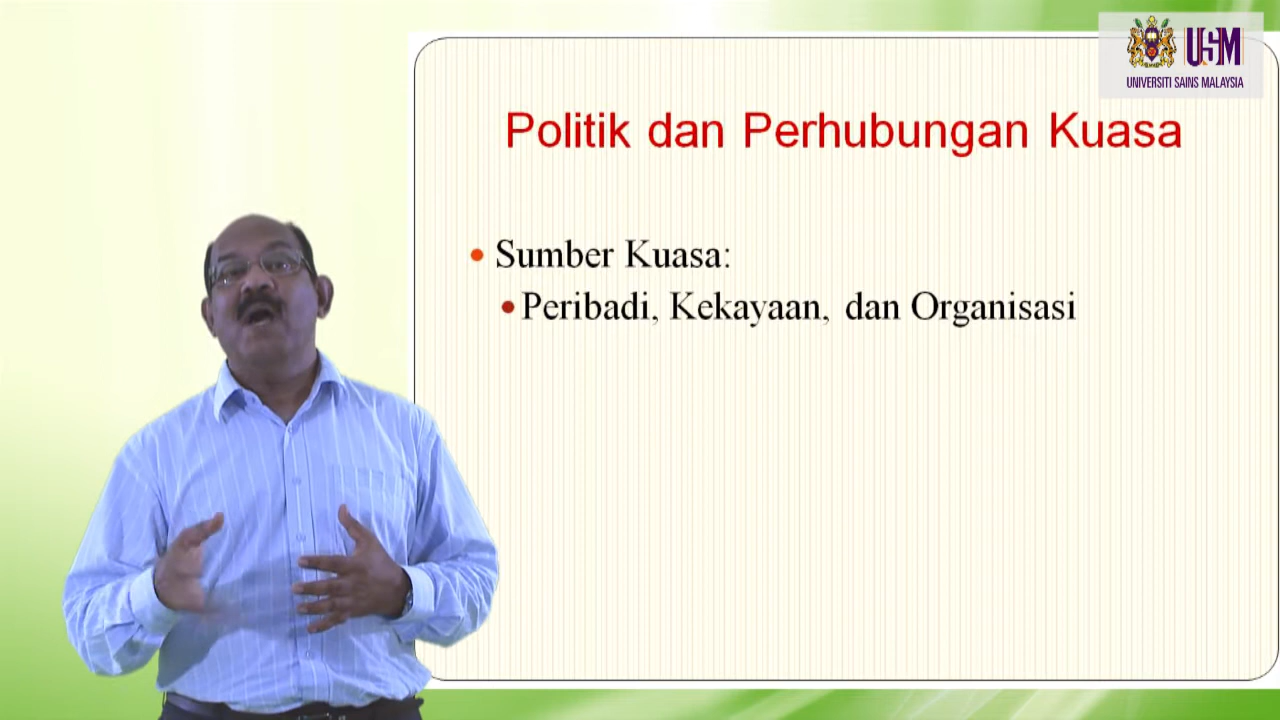 USM
UNIVERSITI SAINS MALAYSIA
Politik dan Perhubungan Kuasa
Sumber Kuasa:
Peribadi, Kekayaan, dan Organisasi